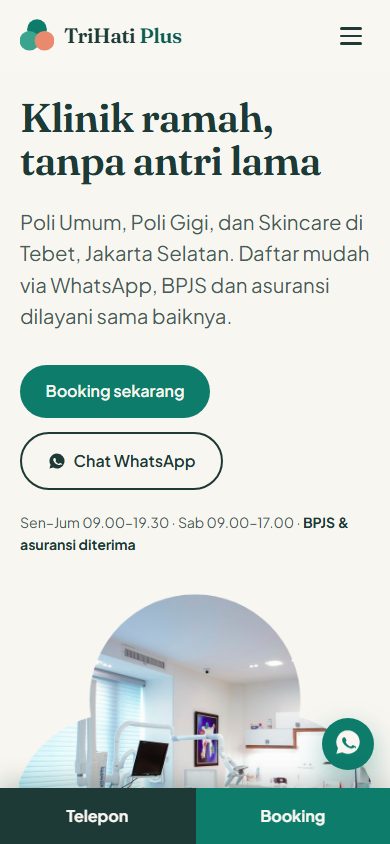 TriHati Plus
Klinik ramah,
tanpa antri lama
Poli Umum, Poli Gigi, dan Skincare di
Tebet, Jakarta Selatan. Daftar mudah
via WhatsApp, BPJS dan asuransi
dilayani sama baiknya.
Booking sekarang
Chat WhatsApp
Sen–Jum 09.00–19.30 · Sab 09.00–17.00 · BPJS &
asuransi diterima
Telepon
Booking